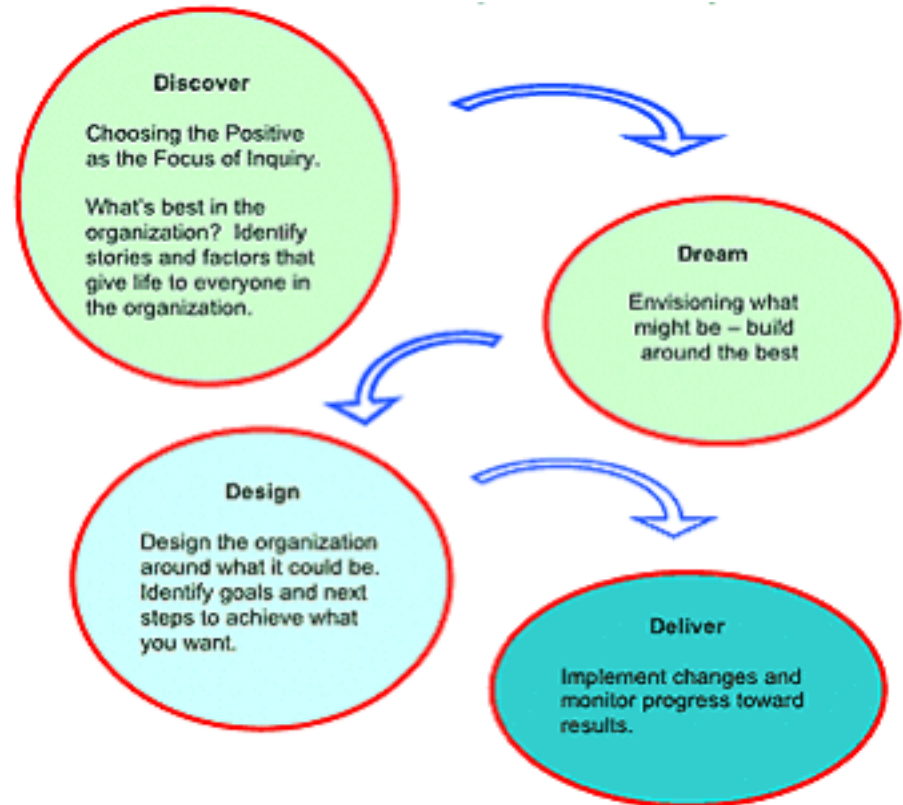 Discover
Choosing the Positive
as the Focus of Inquiry.
What's best in the
organization? Identify
stories and factors that
give life to everyone in
the organization.
Dream
Envisioning what
might be – build
around the best
Design
Design the organization
around what it could be.
Identify goals and next
steps to achieve what
you want.
Deliver
Implement changes and
monitor progress toward
results.